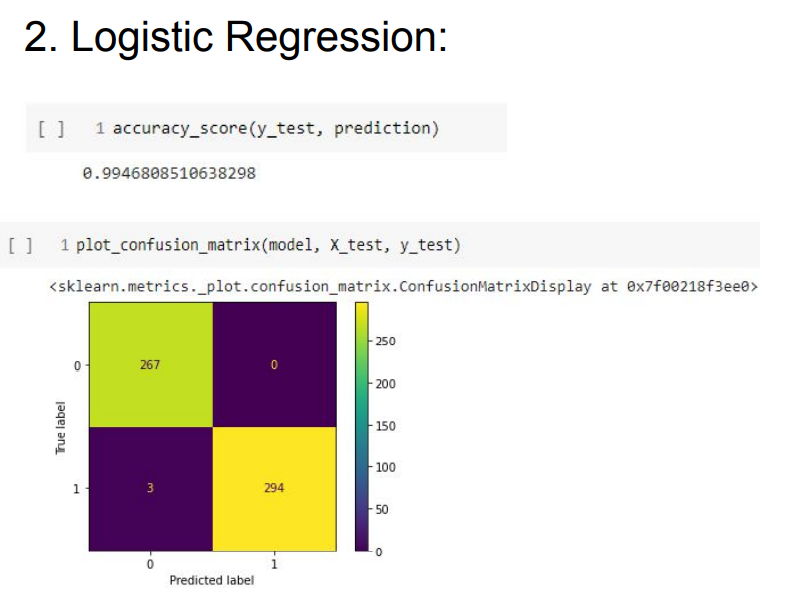 2. Logistic Regression:
[ ] 1 accuracy_score(y_test, prediction)
0.9946808510638298
[ ] 1 plot_confusion_matrix(model, X_test, y_test)
<sklearn.metrics._plot.confusion_matrix.ConfusionMatrixDisplay at 0x7f00218f3ee0>
250
0 267 0
200
True label
150
100
1 3 294
50
0
0 1
Predicted label